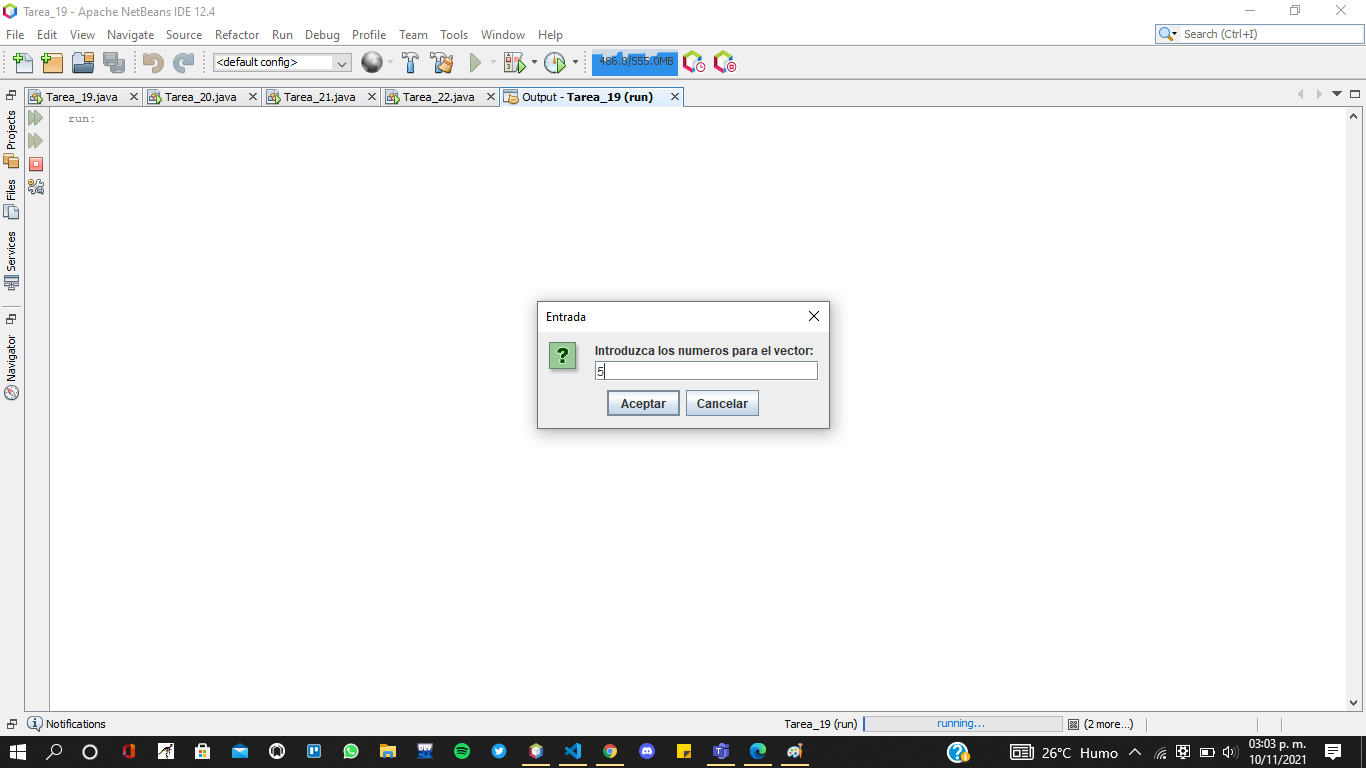 Tarea_19 - Apache NetBeans IDE 12.4
File Edit View Navigate Source Refactor Run Debug Profile Team Tools Window Help
Search (Ctrl+I)
<default config>
486.8/555.0MB
Tarea_19.java
Tarea_20.java
Tarea_21.java
Tarea_22.java
Output - Tarea_19 (run)
Projects
Files
Services
Navigator
run:
Entrada
Introduzca los numeros para el vector:
5
Aceptar
Cancelar
Notifications
Tarea_19 (run)
running...
(2 more...)
26°C Humo
03:03 p. m.
10/11/2021